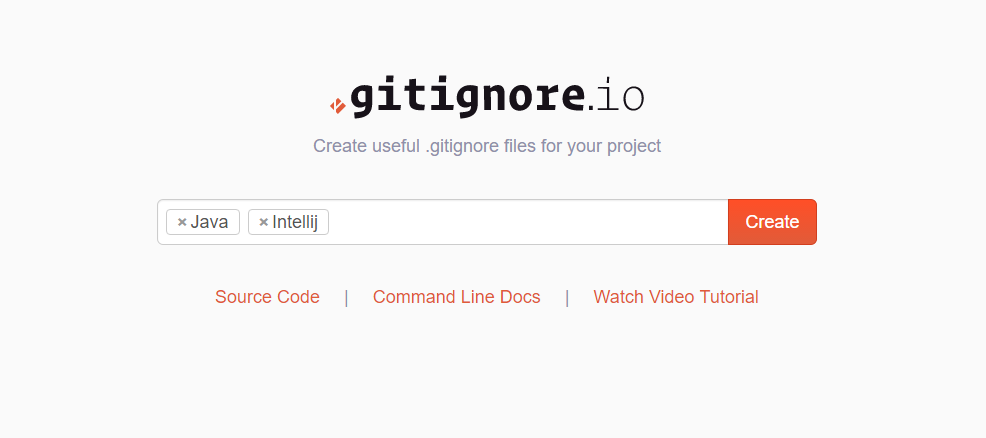 gitignore.io
Create useful .gitignore files for your project
× Java × Intellij Create
Source Code | Command Line Docs | Watch Video Tutorial